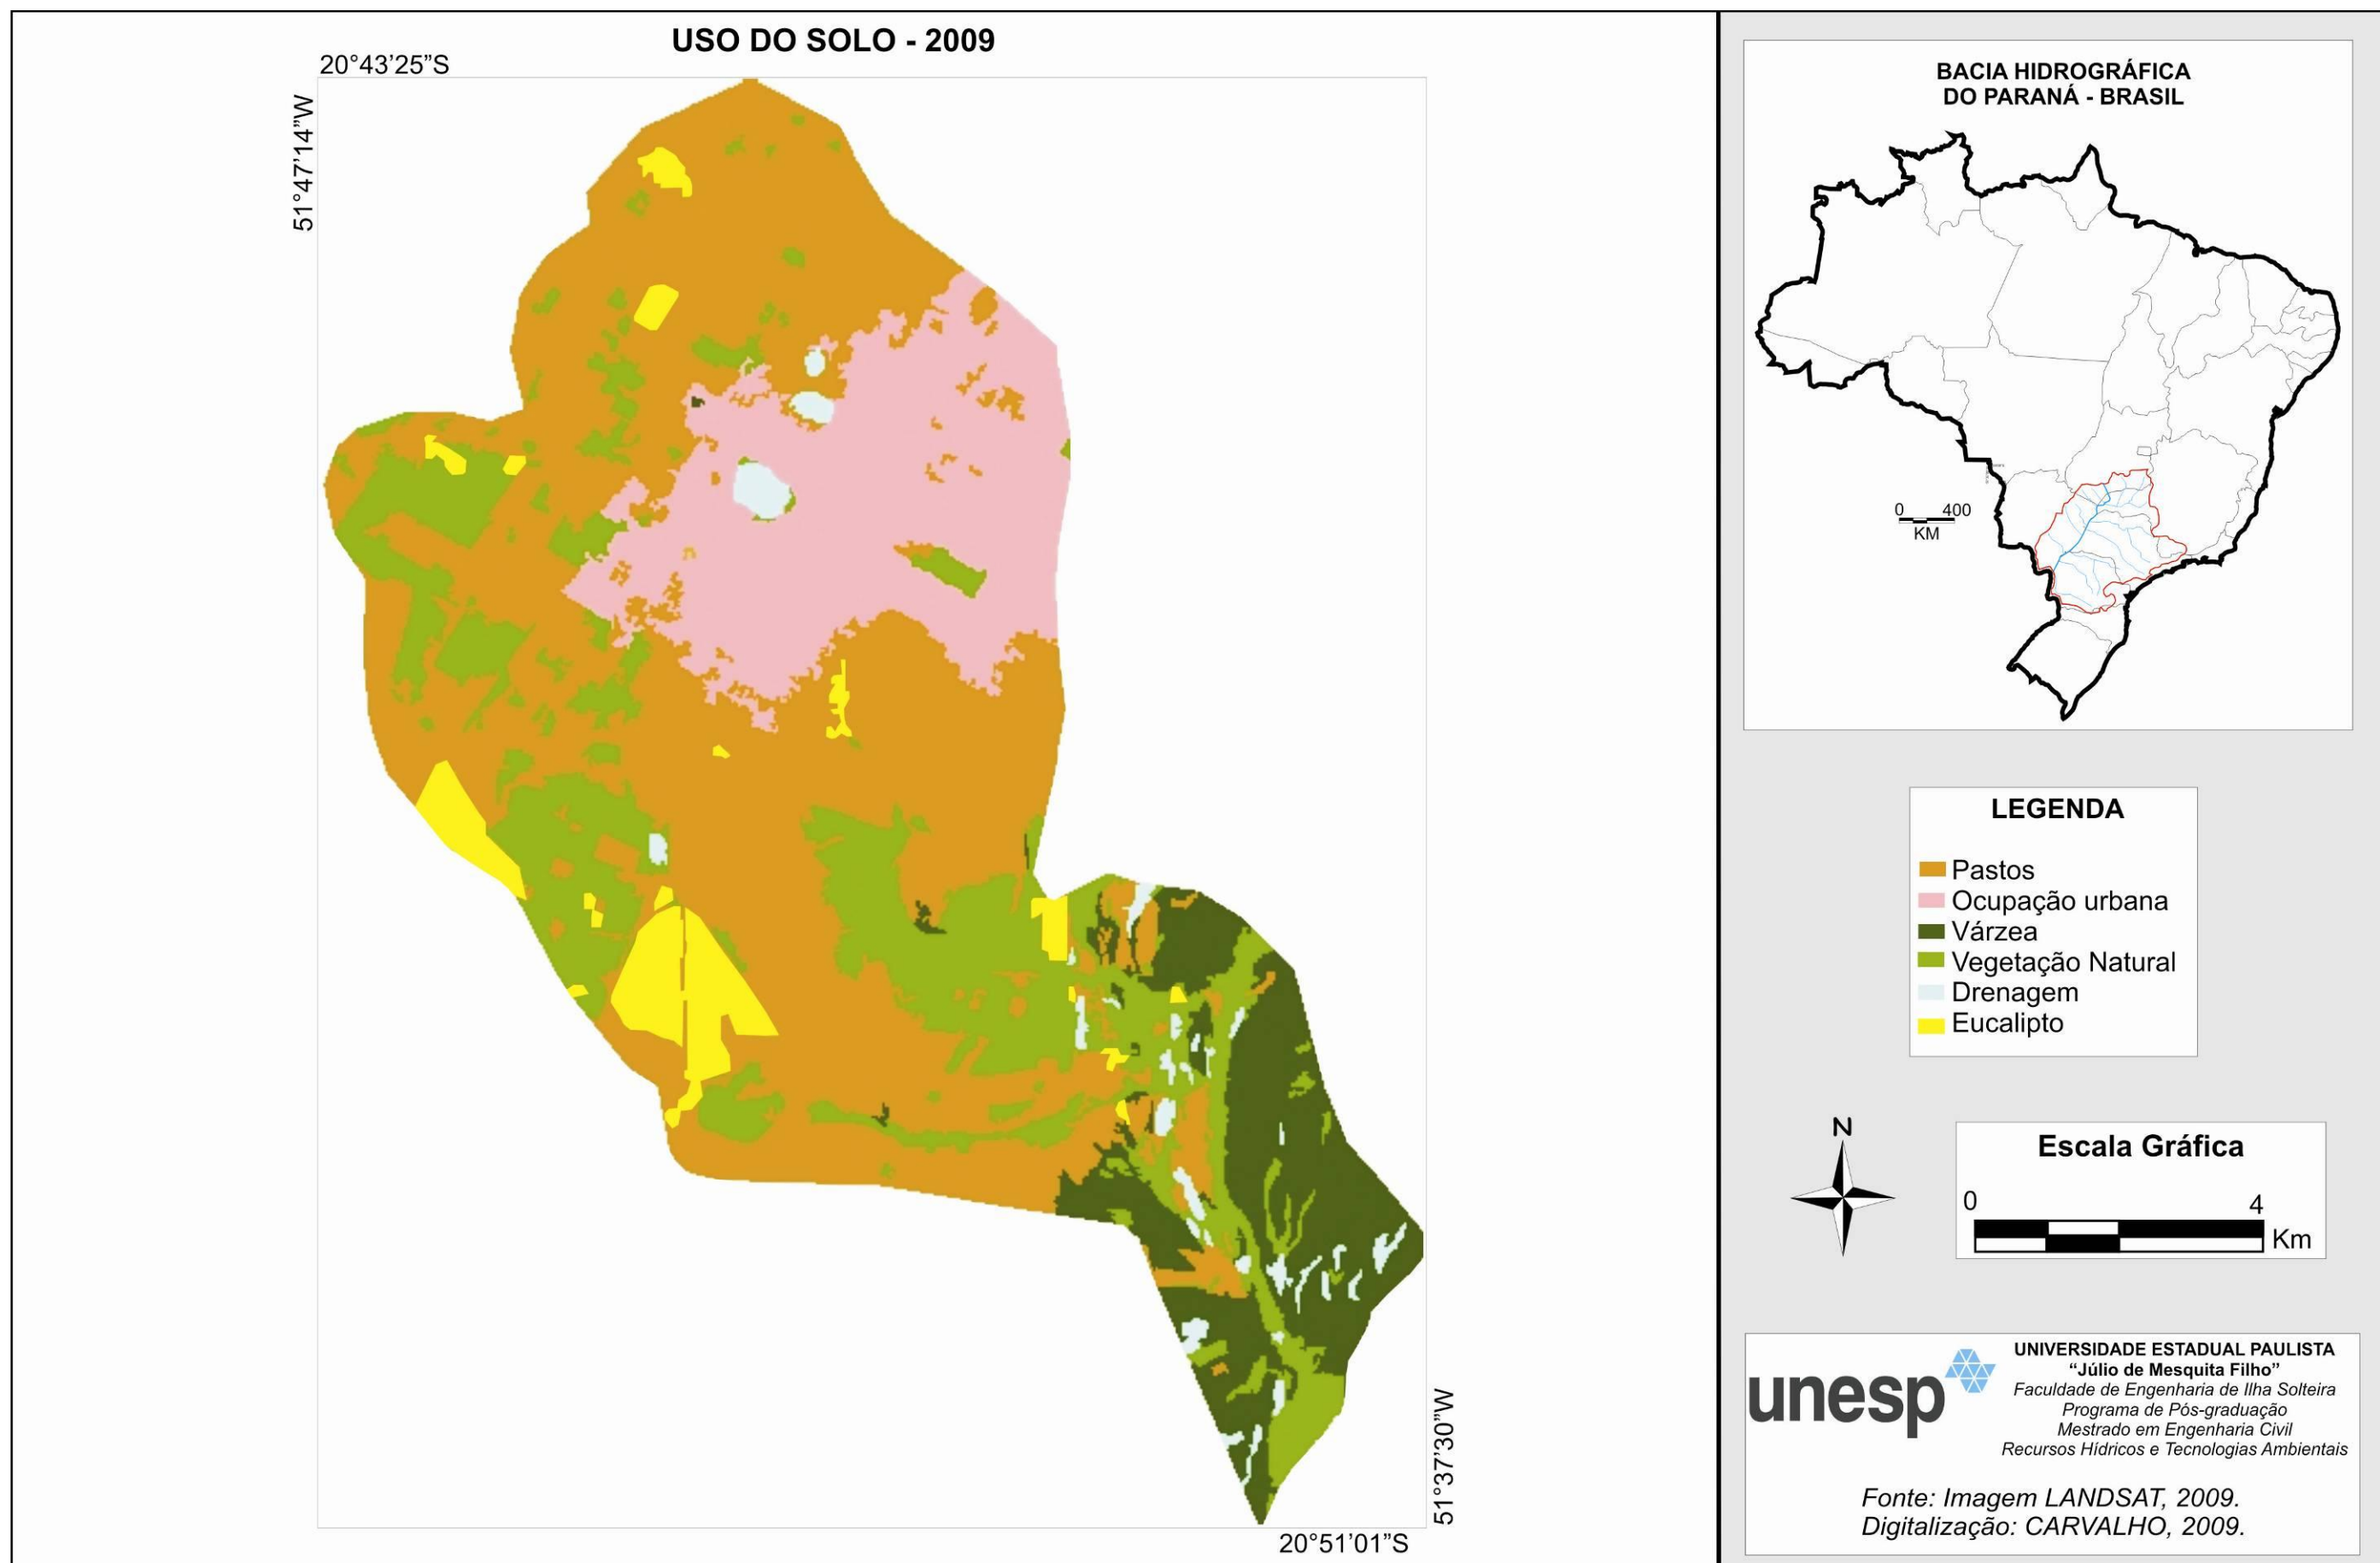 USO DO SOLO - 2009
20°43’25”S
51°47’14”W
51°37’30”W
20°51’01”S
BACIA HIDROGRÁFICA
DO PARANÁ - BRASIL
0 400
KM
LEGENDA
Pastos
Ocupação urbana
Várzea
Vegetação Natural
Drenagem
Eucalipto
N
Escala Gráfica
0 4
Km
unesp
UNIVERSIDADE ESTADUAL PAULISTA
“Júlio de Mesquita Filho”
Faculdade de Engenharia de Ilha Solteira
Programa de Pós-graduação
Mestrado em Engenharia Civil
Recursos Hídricos e Tecnologias Ambientais
Fonte: Imagem LANDSAT, 2009.
Digitalização: CARVALHO, 2009.